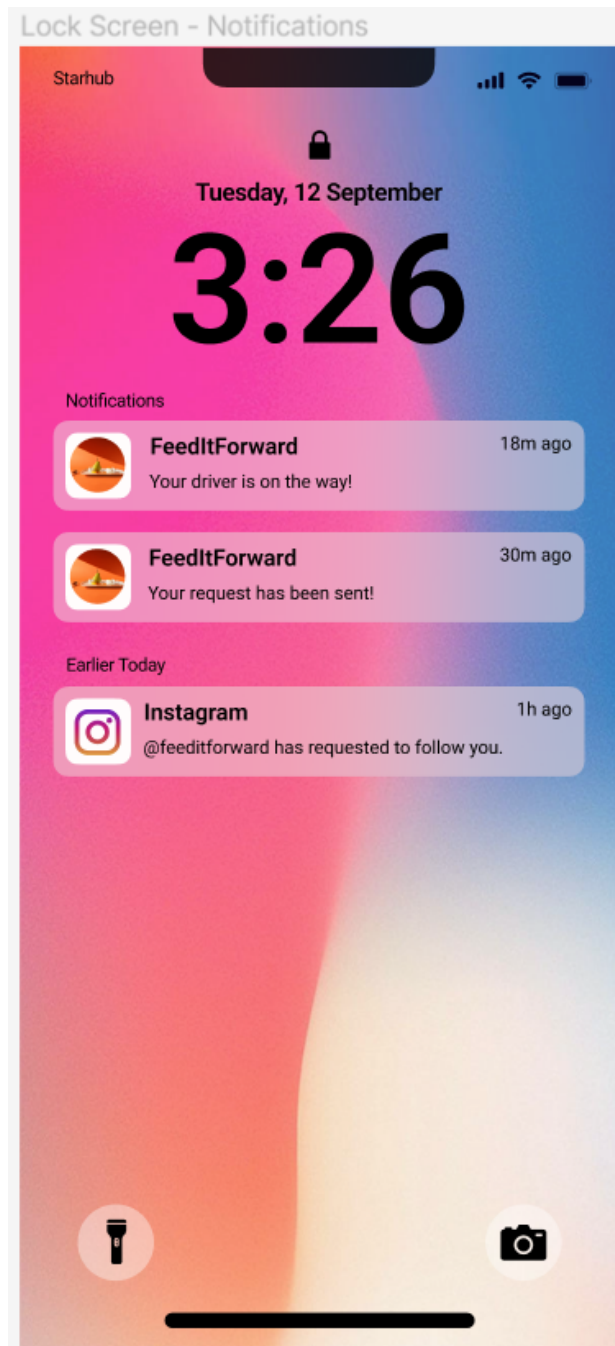 Lock Screen - Notifications
Starhub
Tuesday, 12 September
3:26
Notifications
FeedItForward 18m ago
Your driver is on the way!
FeedItForward 30m ago
Your request has been sent!
Earlier Today
Instagram 1h ago
@feeditforward has requested to follow you.